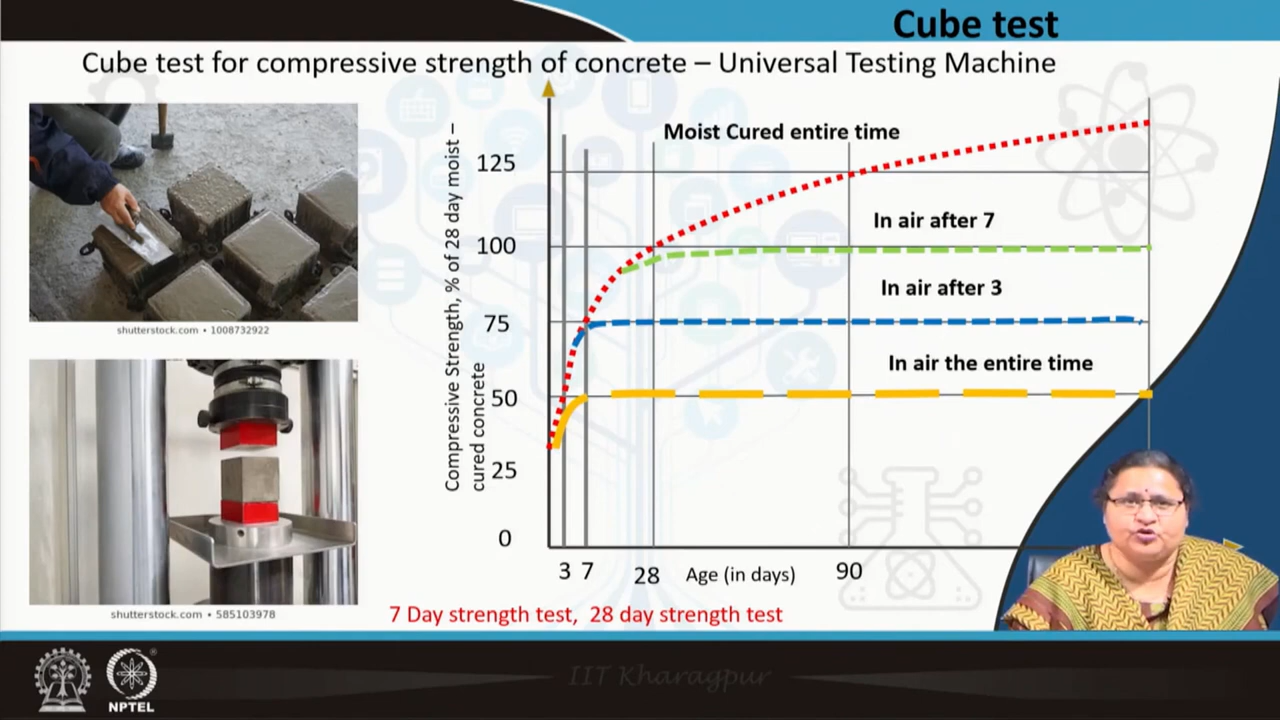 Cube test
Cube test for compressive strength of concrete – Universal Testing Machine
shutterstock.com • 1008732922
shutterstock.com • 585103978
Compressive Strength, % of 28 day moist –
cured concrete
125
100
75
50
25
0
Moist Cured entire time
In air after 7
In air after 3
In air the entire time
3 7 28 Age (in days) 90
7 Day strength test, 28 day strength test
IIT Kharagpur
NPTEL